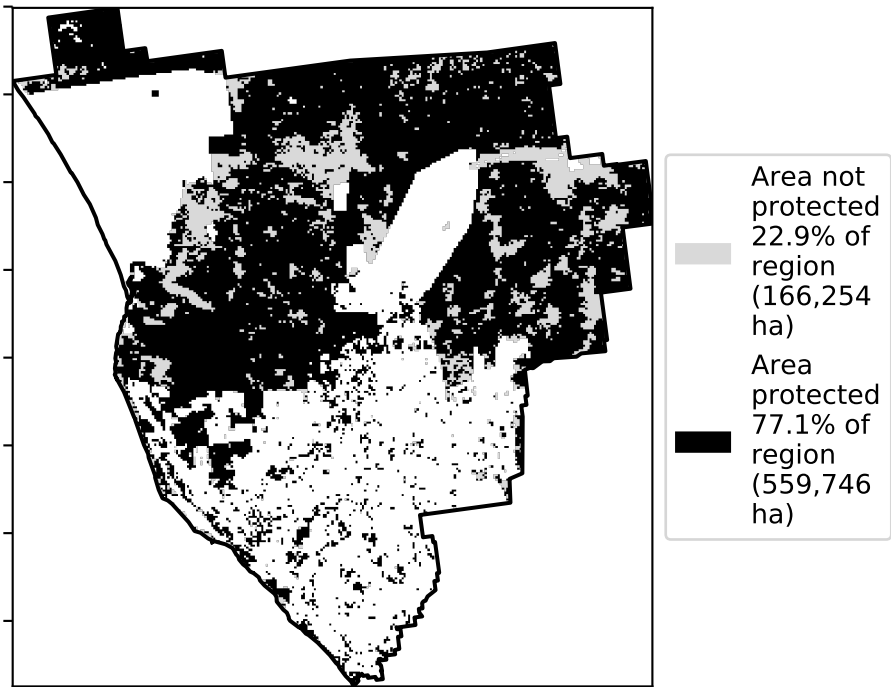 Area not
protected
22.9% of
region
(166,254
ha)
Area
protected
77.1% of
region
(559,746
ha)